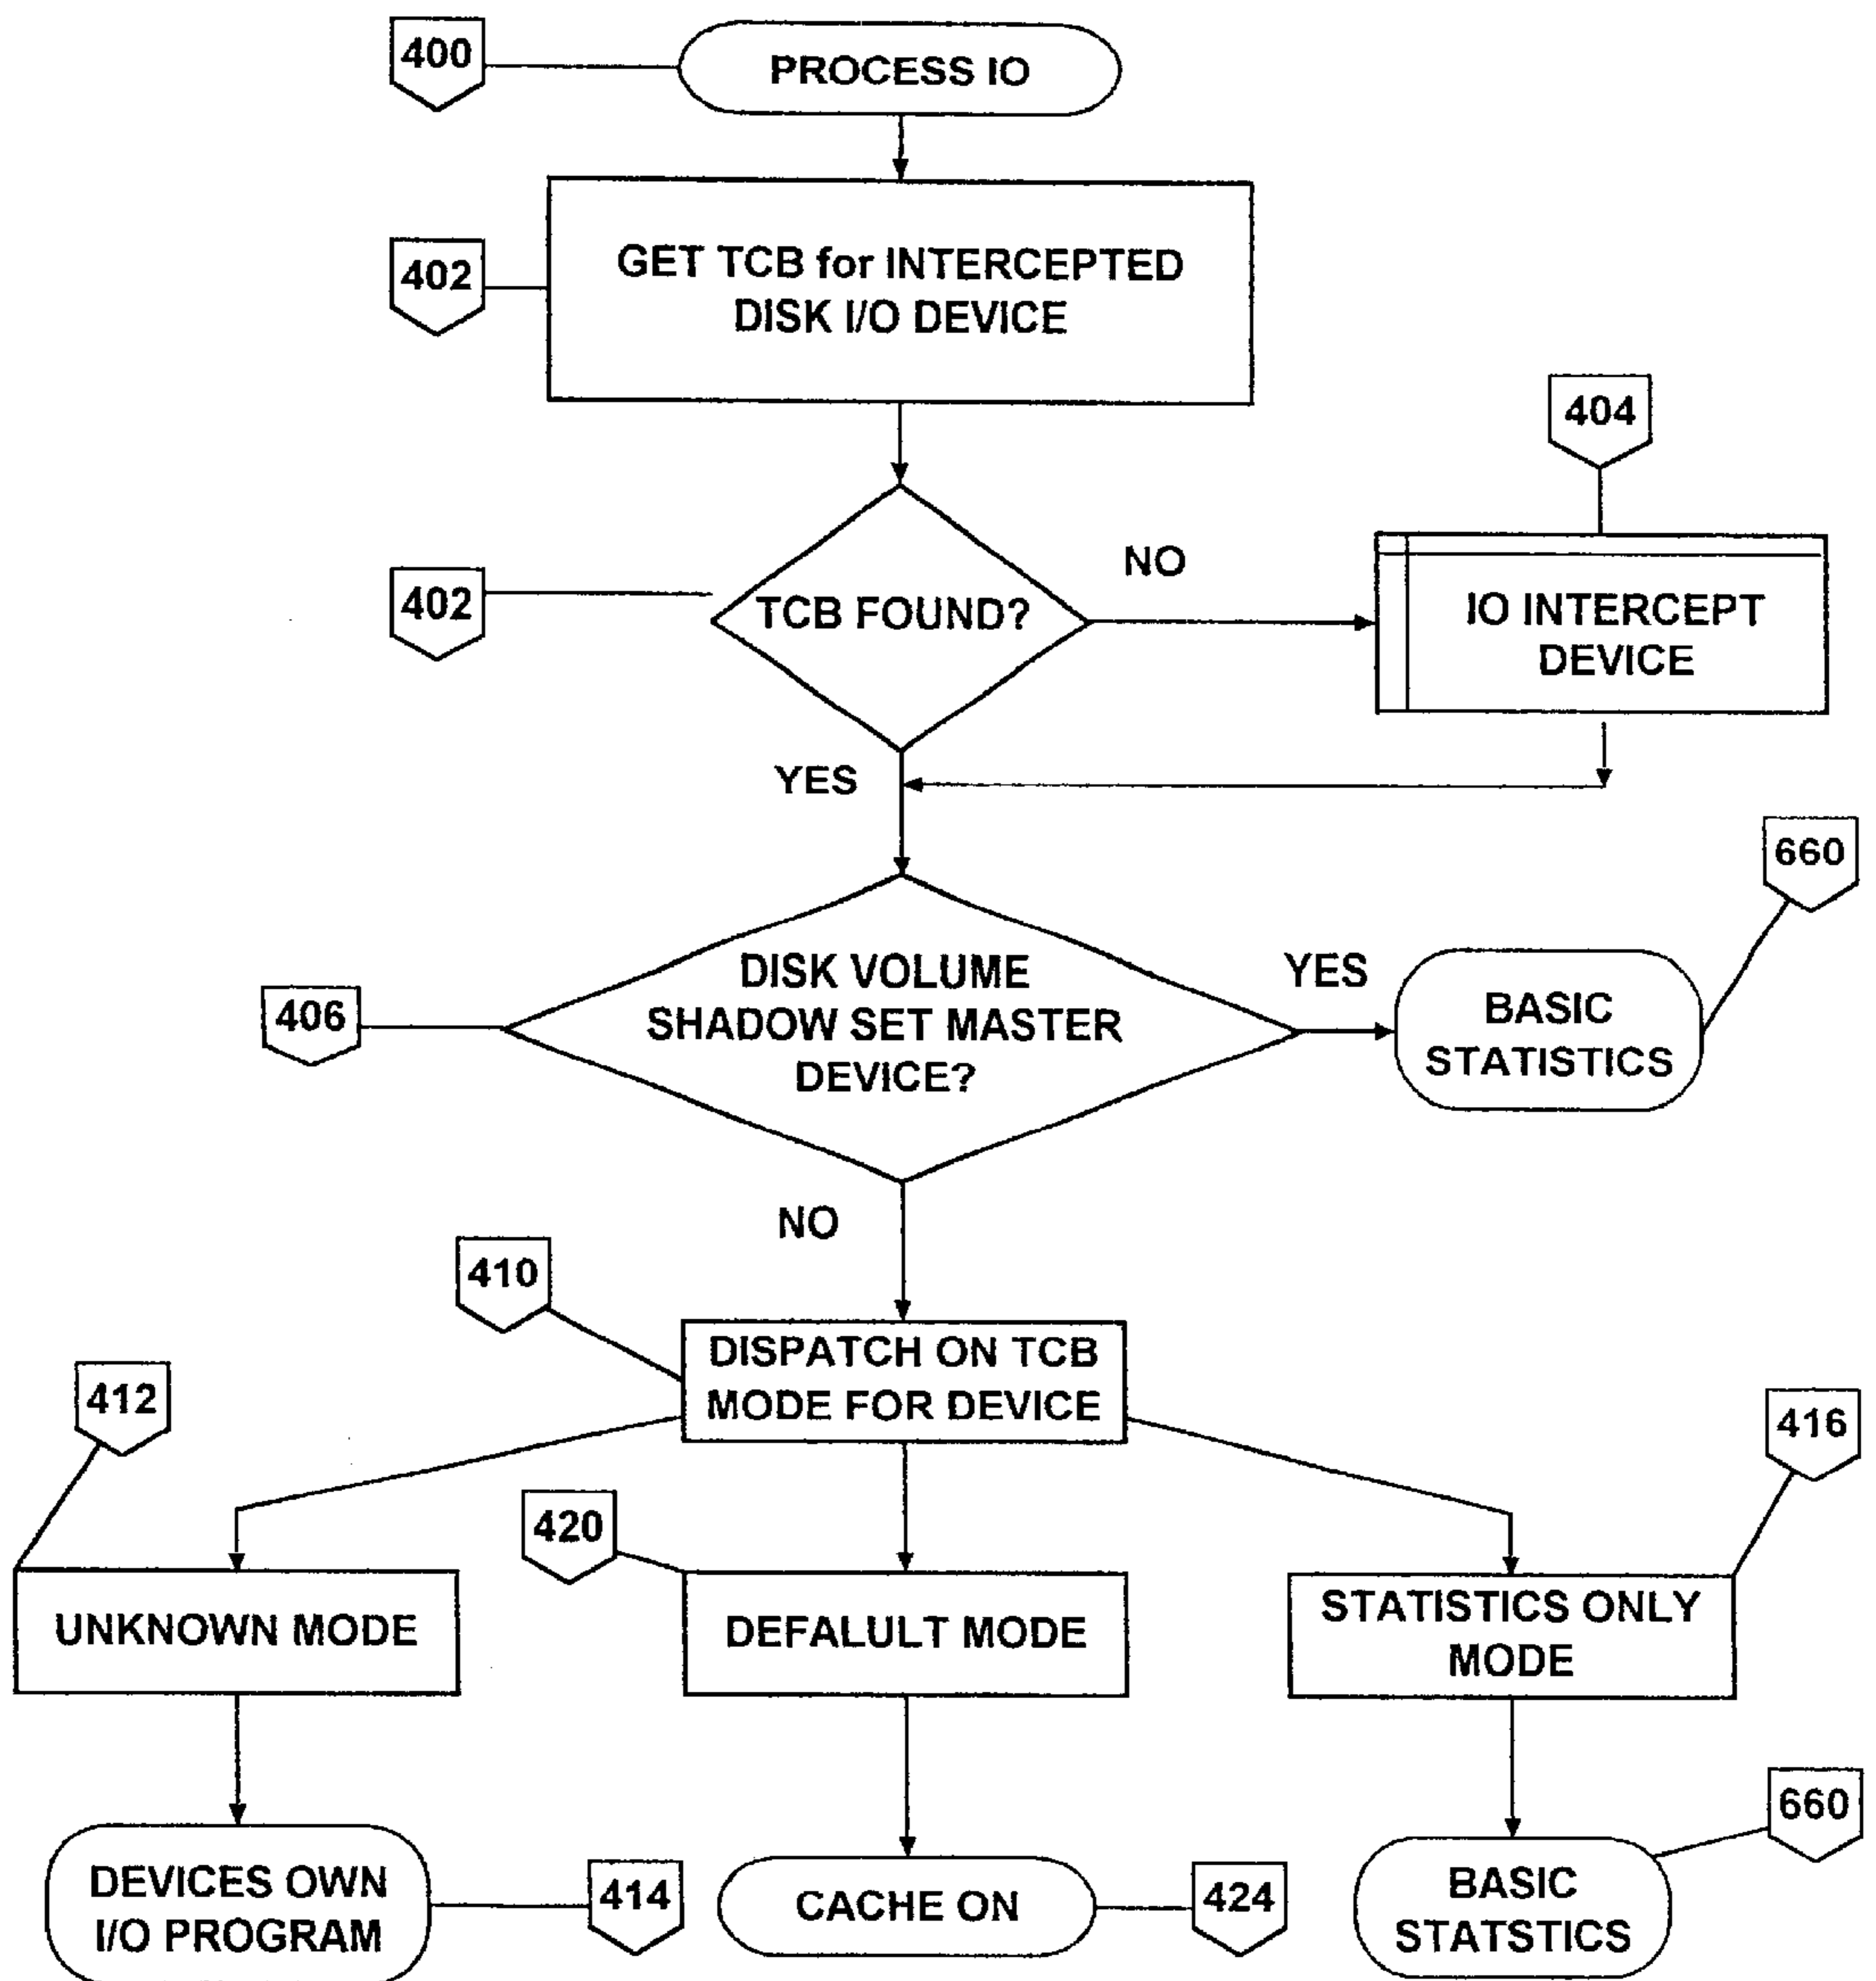 400
PROCESS IO
402
GET TCB for INTERCEPTED
DISK I/O DEVICE
404
402
TCB FOUND?
NO
IO INTERCEPT
DEVICE
YES
660
406
DISK VOLUME
SHADOW SET MASTER
DEVICE?
YES
BASIC
STATISTICS
NO
410
DISPATCH ON TCB
MODE FOR DEVICE
412
416
420
UNKNOWN MODE
DEFALULT MODE
STATISTICS ONLY
MODE
660
DEVICES OWN
I/O PROGRAM
414
CACHE ON
424
BASIC
STATSTICS